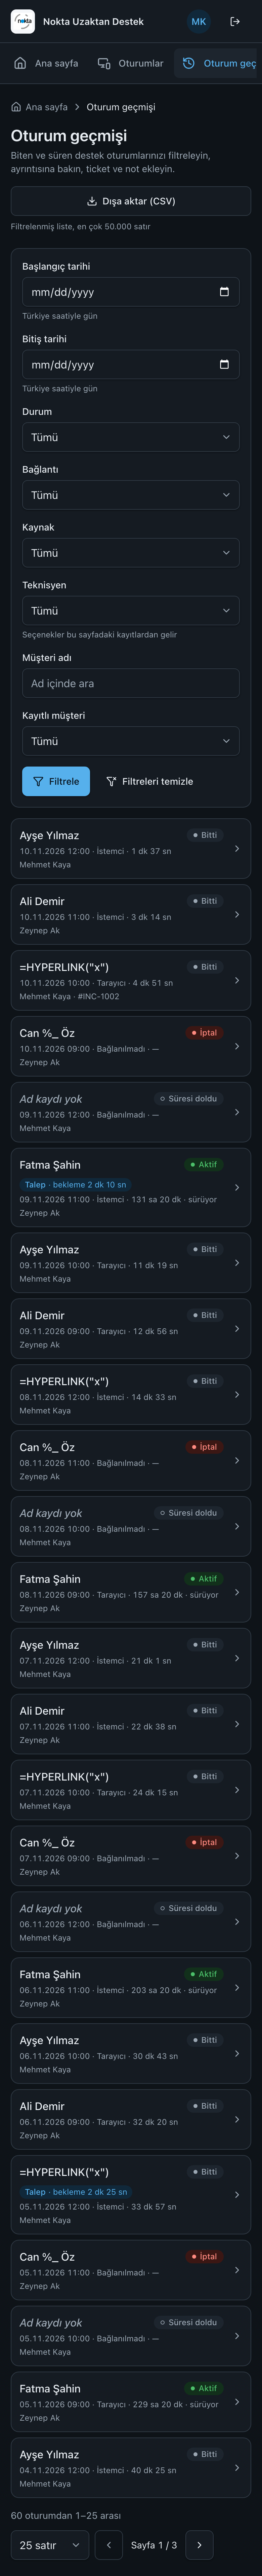 nokta
Nokta Uzaktan Destek
MK
Ana sayfa
Oturumlar
Oturum geç
Ana sayfa
Oturum geçmişi
Oturum geçmişi
Biten ve süren destek oturumlarınızı filtreleyin,
ayrıntısına bakın, ticket ve not ekleyin.
Dışa aktar (CSV)
Filtrelenmiş liste, en çok 50.000 satır
Başlangıç tarihi
mm/dd/yyyy
Türkiye saatiyle gün
Bitiş tarihi
mm/dd/yyyy
Türkiye saatiyle gün
Durum
Tümü
Bağlantı
Tümü
Kaynak
Tümü
Teknisyen
Tümü
Seçenekler bu sayfadaki kayıtlardan gelir
Müşteri adı
Ad içinde ara
Kayıtlı müşteri
Tümü
Filtrele
Filtreleri temizle
Ayşe Yılmaz
Bitti
10.11.2026 12:00 · İstemci · 1 dk 37 sn
Mehmet Kaya
Ali Demir
Bitti
10.11.2026 11:00 · İstemci · 3 dk 14 sn
Zeynep Ak
=HYPERLINK("x")
Bitti
10.11.2026 10:00 · Tarayıcı · 4 dk 51 sn
Mehmet Kaya · #INC-1002
Can %_ Öz
İptal
10.11.2026 09:00 · Bağlanılmadı · —
Zeynep Ak
Ad kaydı yok
Süresi doldu
09.11.2026 12:00 · Bağlanılmadı · —
Mehmet Kaya
Fatma Şahin
Aktif
Talep · bekleme 2 dk 10 sn
09.11.2026 11:00 · İstemci · 131 sa 20 dk · sürüyor
Zeynep Ak
Ayşe Yılmaz
Bitti
09.11.2026 10:00 · Tarayıcı · 11 dk 19 sn
Mehmet Kaya
Ali Demir
Bitti
09.11.2026 09:00 · Tarayıcı · 12 dk 56 sn
Zeynep Ak
=HYPERLINK("x")
Bitti
08.11.2026 12:00 · İstemci · 14 dk 33 sn
Mehmet Kaya
Can %_ Öz
İptal
08.11.2026 11:00 · Bağlanılmadı · —
Zeynep Ak
Ad kaydı yok
Süresi doldu
08.11.2026 10:00 · Bağlanılmadı · —
Mehmet Kaya
Fatma Şahin
Aktif
08.11.2026 09:00 · Tarayıcı · 157 sa 20 dk · sürüyor
Zeynep Ak
Ayşe Yılmaz
Bitti
07.11.2026 12:00 · İstemci · 21 dk 1 sn
Mehmet Kaya
Ali Demir
Bitti
07.11.2026 11:00 · İstemci · 22 dk 38 sn
Zeynep Ak
=HYPERLINK("x")
Bitti
07.11.2026 10:00 · Tarayıcı · 24 dk 15 sn
Mehmet Kaya
Can %_ Öz
İptal
07.11.2026 09:00 · Bağlanılmadı · —
Zeynep Ak
Ad kaydı yok
Süresi doldu
06.11.2026 12:00 · Bağlanılmadı · —
Mehmet Kaya
Fatma Şahin
Aktif
06.11.2026 11:00 · İstemci · 203 sa 20 dk · sürüyor
Zeynep Ak
Ayşe Yılmaz
Bitti
06.11.2026 10:00 · Tarayıcı · 30 dk 43 sn
Mehmet Kaya
Ali Demir
Bitti
06.11.2026 09:00 · Tarayıcı · 32 dk 20 sn
Zeynep Ak
=HYPERLINK("x")
Bitti
Talep · bekleme 2 dk 25 sn
05.11.2026 12:00 · İstemci · 33 dk 57 sn
Mehmet Kaya
Can %_ Öz
İptal
05.11.2026 11:00 · Bağlanılmadı · —
Zeynep Ak
Ad kaydı yok
Süresi doldu
05.11.2026 10:00 · Bağlanılmadı · —
Mehmet Kaya
Fatma Şahin
Aktif
05.11.2026 09:00 · Tarayıcı · 229 sa 20 dk · sürüyor
Zeynep Ak
Ayşe Yılmaz
Bitti
04.11.2026 12:00 · İstemci · 40 dk 25 sn
Mehmet Kaya
60 oturumdan 1–25 arası
25 satır
Sayfa 1 / 3